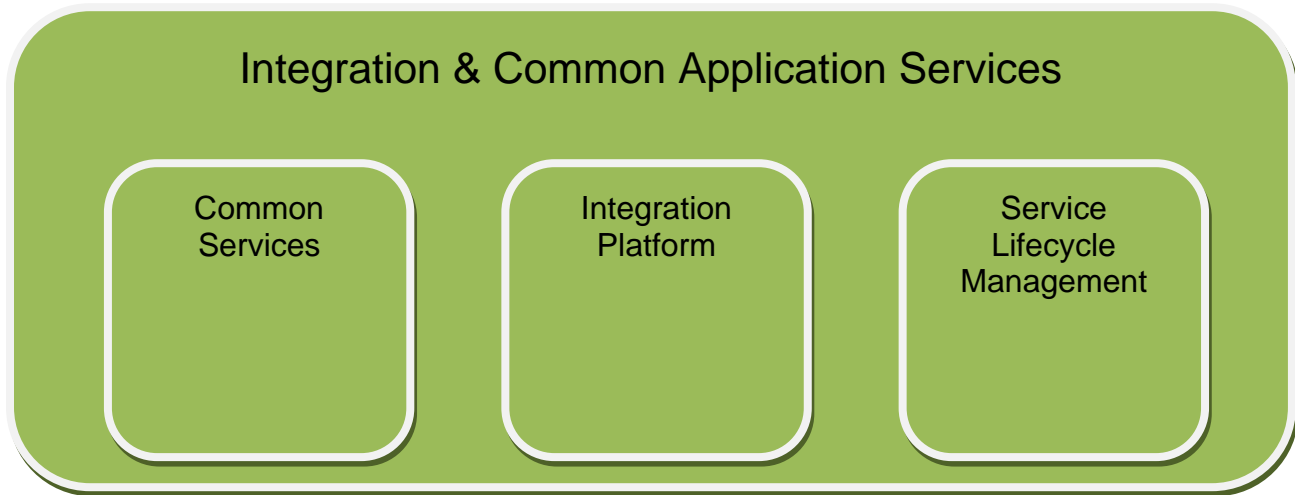 Integration & Common Application Services
Common
Services
Integration
Platform
Service
Lifecycle
Management